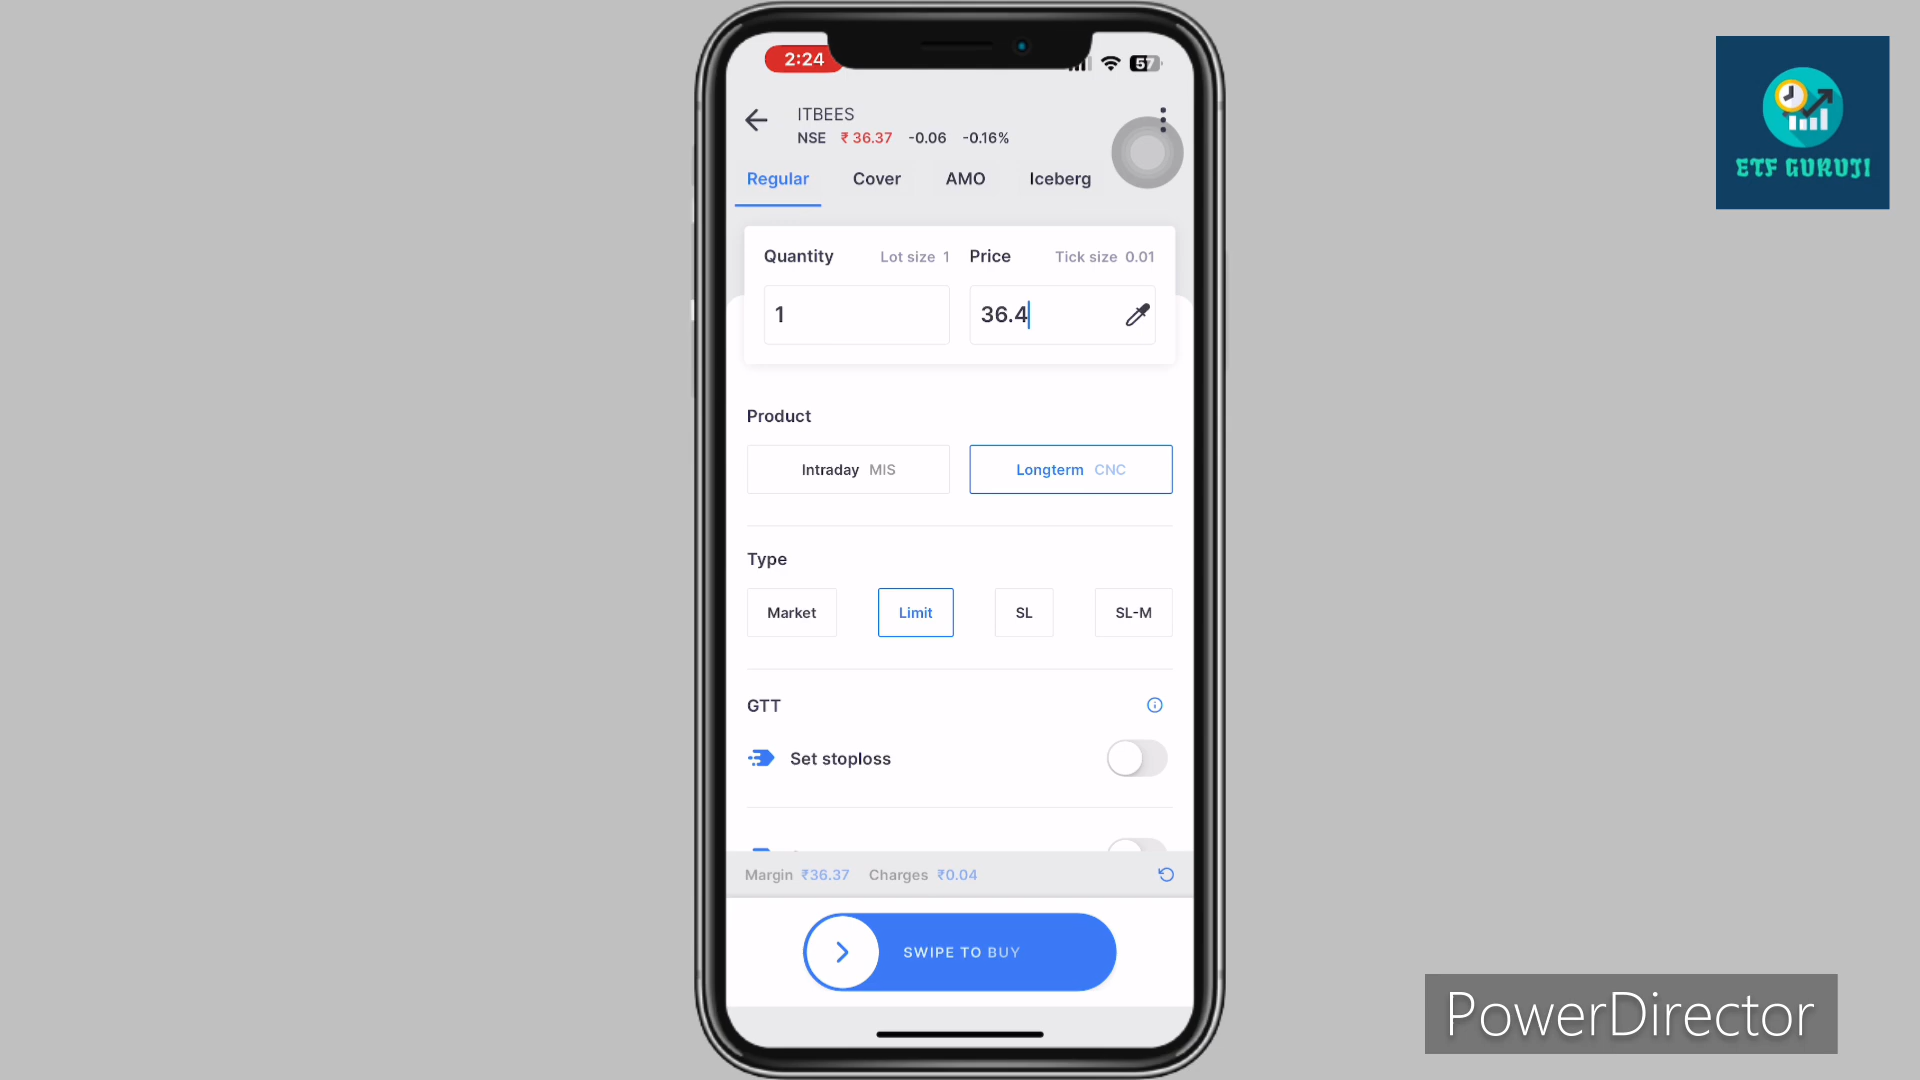 2:24
57
ITBEES
NSE ₹ 36.37 -0.06 -0.16%
Regular Cover AMO Iceberg
Quantity Lot size 1 Price Tick size 0.01
1 36.4
Product
Intraday MIS Longterm CNC
Type
Market Limit SL SL-M
GTT
Set stoploss
Margin ₹36.37 Charges ₹0.04
SWIPE TO BUY
ETF GURUJI
PowerDirector